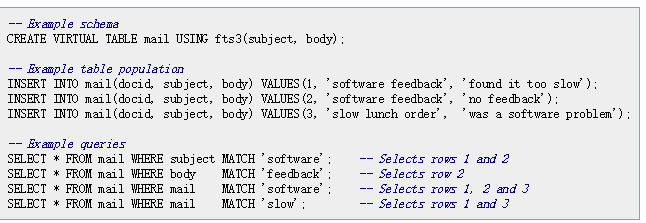 -- Example schema
CREATE VIRTUAL TABLE mail USING fts3(subject, body);
-- Example table population
INSERT INTO mail(docid, subject, body) VALUES(1, 'software feedback', 'found it too slow');
INSERT INTO mail(docid, subject, body) VALUES(2, 'software feedback', 'no feedback');
INSERT INTO mail(docid, subject, body) VALUES(3, 'slow lunch order', 'was a software problem');
-- Example queries
SELECT * FROM mail WHERE subject MATCH 'software'; -- Selects rows 1 and 2
SELECT * FROM mail WHERE body MATCH 'feedback'; -- Selects row 2
SELECT * FROM mail WHERE mail MATCH 'software'; -- Selects rows 1, 2 and 3
SELECT * FROM mail WHERE mail MATCH 'slow'; -- Selects rows 1 and 3